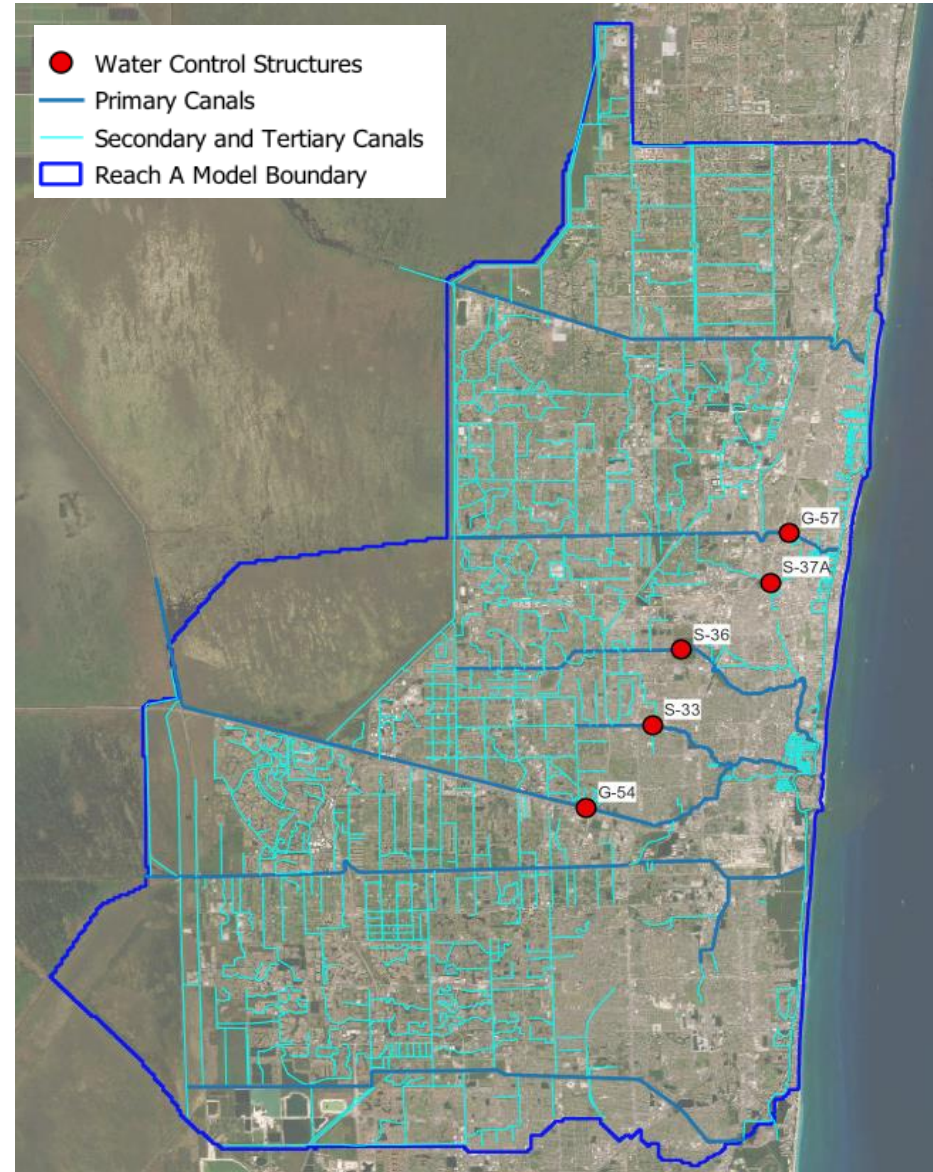 Water Control Structures
Primary Canals
Secondary and Tertiary Canals
Reach A Model Boundary
G-57
S-37A
S-36
S-33
G-54